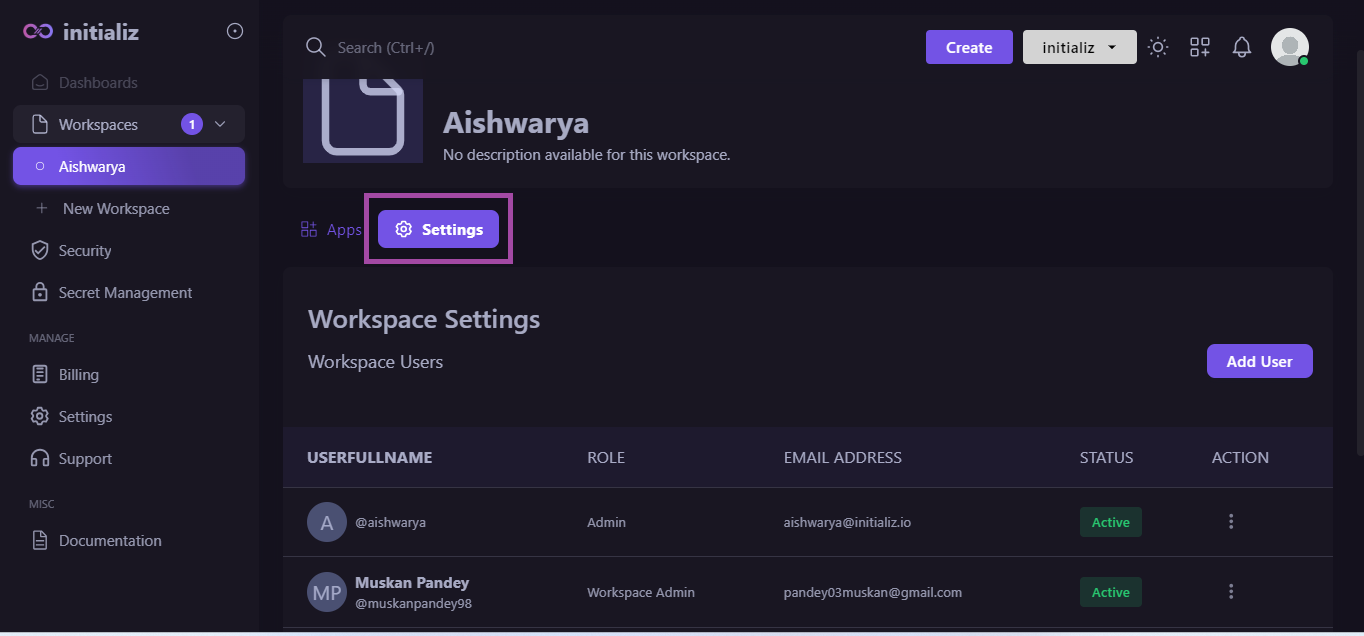 initializ
Dashboards
Workspaces 1
Aishwarya
New Workspace
Security
Secret Management
MANAGE
Billing
Settings
Support
MISC
Documentation
Search (Ctrl+/)
Create
initializ
Aishwarya
No description available for this workspace.
Apps
Settings
Workspace Settings
Workspace Users
Add User
USERFULLNAME ROLE EMAIL ADDRESS STATUS ACTION
A @aishwarya Admin aishwarya@initializ.io Active
MP Muskan Pandey
@muskanpandey98 Workspace Admin pandey03muskan@gmail.com Active